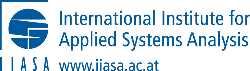 International Institute for
Applied Systems Analysis
IIASA www.iiasa.ac.at